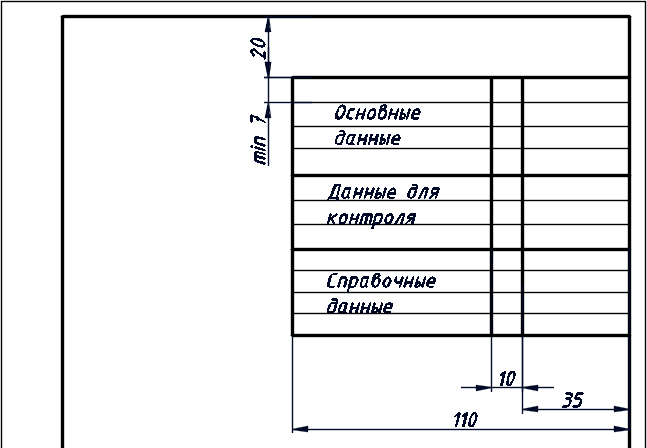 20
min 7
Основные
данные
Данные для
контроля
Справочные
данные
10
35
110